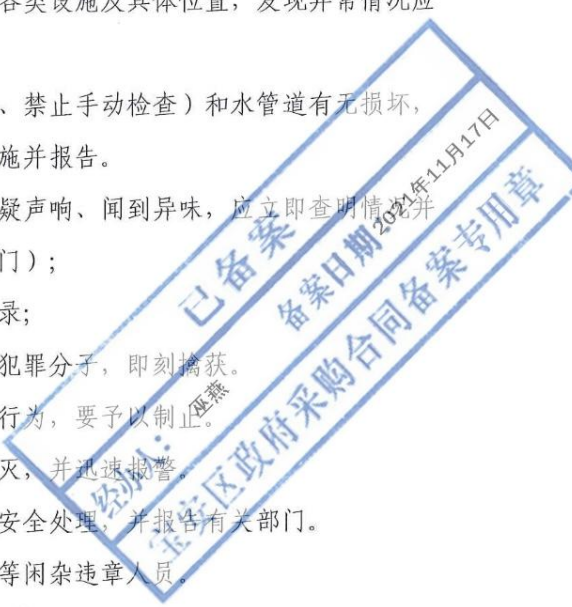 各类设施及具体位置，发现异常情况应
、禁止手动检查）和水管道有无损坏，
施并报告。
疑声响、闻到异味，应立即查明情况并
门）；
录;
犯罪分子，即刻擒获。
行为，要予以制止。
灭，并迅速报警。
安全处理，并报告有关部门。
等闲杂违章人员。
已备案
备案日期2021年11月17日
经办人：巫燕
宝安区政府采购合同备案专用章